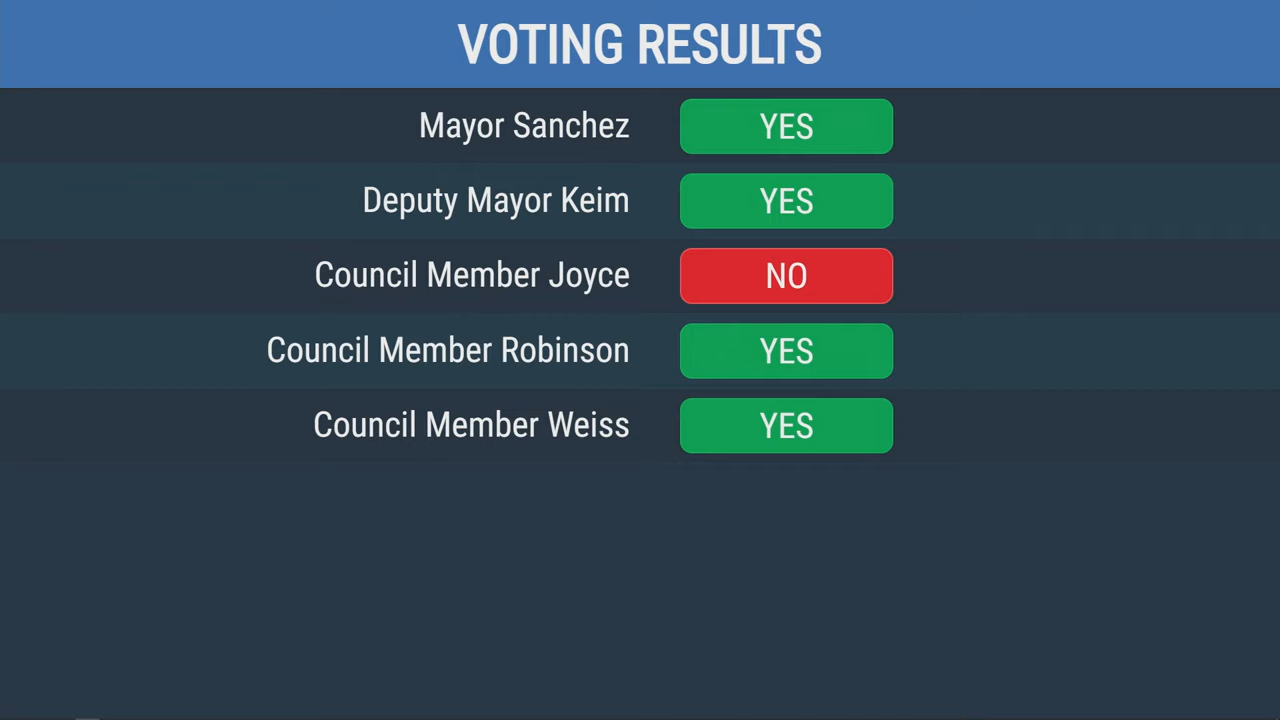 VOTING RESULTS
Mayor Sanchez YES
Deputy Mayor Keim YES
Council Member Joyce NO
Council Member Robinson YES
Council Member Weiss YES